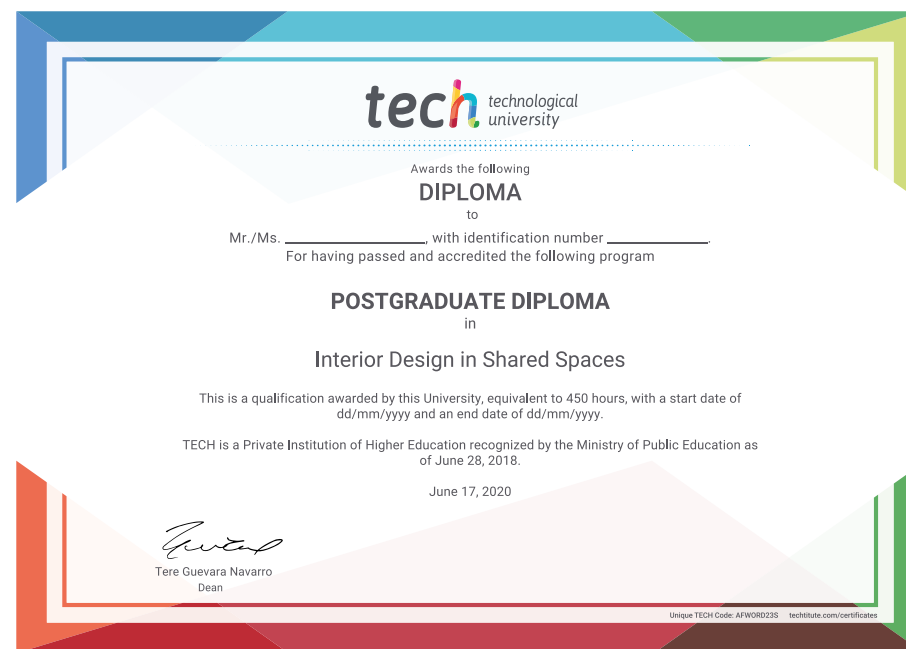 tech technological
university
Awards the following
DIPLOMA
to
Mr./Ms. ____________________, with identification number ______________.
For having passed and accredited the following program
POSTGRADUATE DIPLOMA
in
Interior Design in Shared Spaces
This is a qualification awarded by this University, equivalent to 450 hours, with a start date of
dd/mm/yyyy and an end date of dd/mm/yyyy.
TECH is a Private Institution of Higher Education recognized by the Ministry of Public Education as
of June 28, 2018.
June 17, 2020
Tere Guevara Navarro
Dean
Unique TECH Code: AFWORD23S techtitute.com/certificates